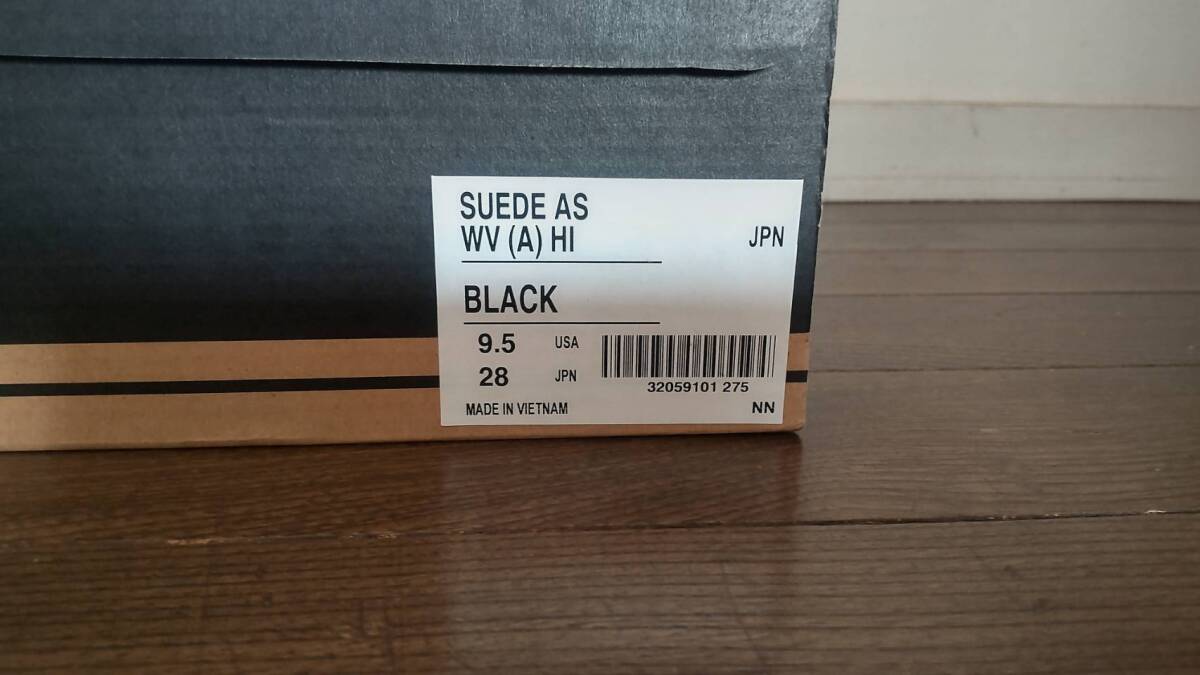 SUEDE AS
WV (A) HI
JPN
BLACK
9.5 USA
28 JPN
32059101 275
MADE IN VIETNAM
NN